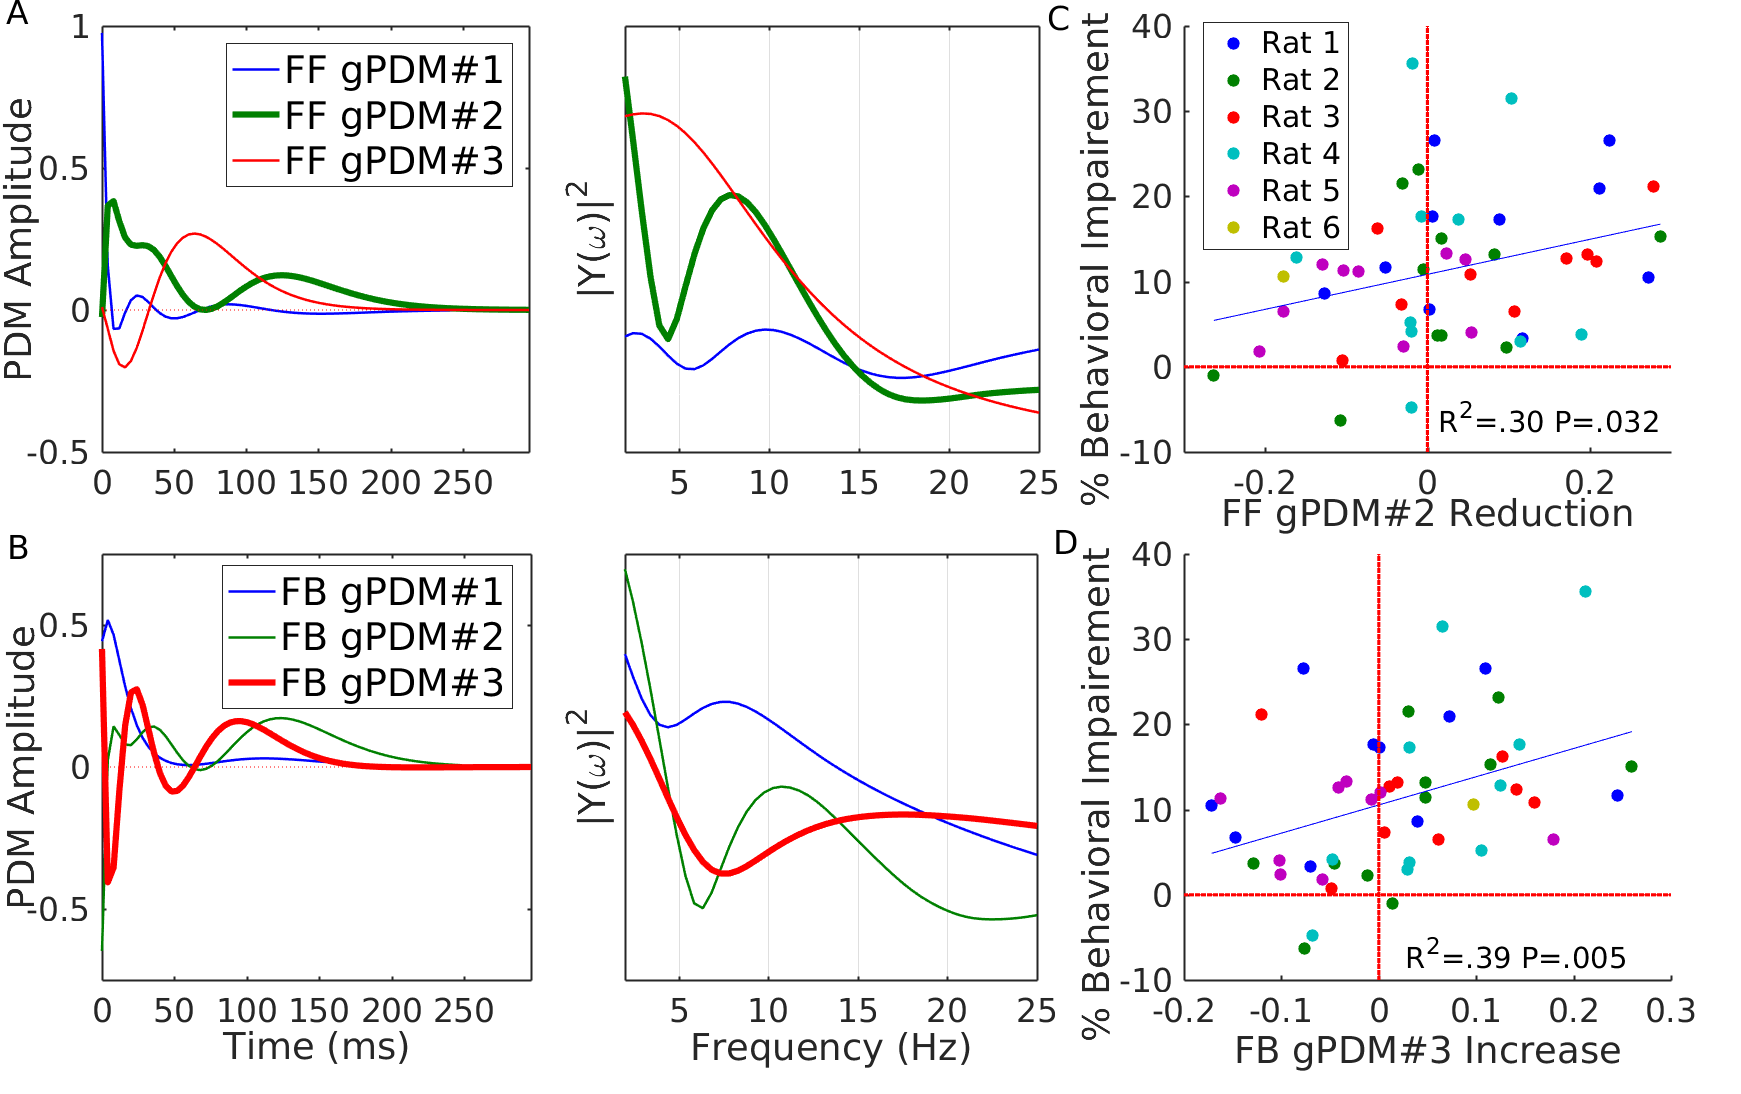 A
1
0.5
0
-0.5
PDM Amplitude
FF gPDM#1
FF gPDM#2
FF gPDM#3
0 50 100 150 200 250
|Y(ω)|²
5 10 15 20 25
C
40
30
20
10
0
-10
% Behavioral Impairement
Rat 1
Rat 2
Rat 3
Rat 4
Rat 5
Rat 6
R²=.30 P=.032
-0.2 0 0.2
FF gPDM#2 Reduction
B
0.5
0
-0.5
PDM Amplitude
FB gPDM#1
FB gPDM#2
FB gPDM#3
0 50 100 150 200 250
Time (ms)
|Y(ω)|²
5 10 15 20 25
Frequency (Hz)
D
40
30
20
10
0
-10
% Behavioral Impairement
R²=.39 P=.005
-0.2 -0.1 0 0.1 0.2 0.3
FB gPDM#3 Increase